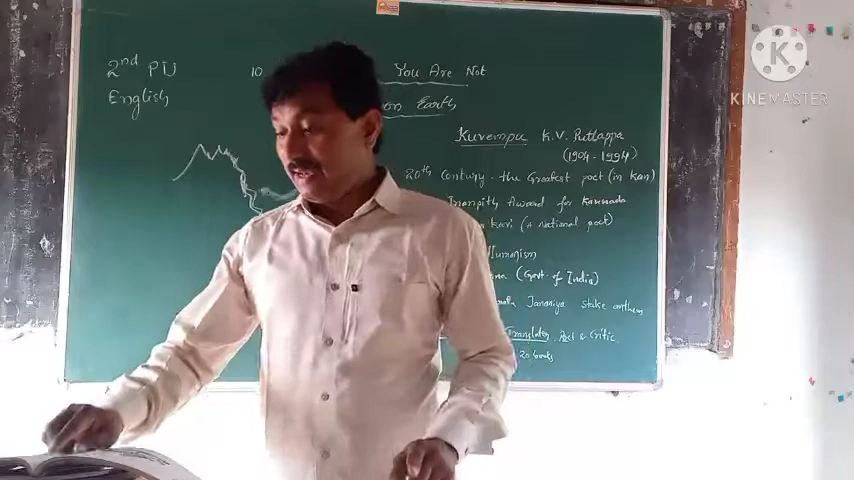 2nd PU
English
10
You Are Not
on Earth
Kuvempu K.V. Puttappa
(1904 - 1994)
20th Century - the Greatest poet (in Kan)
Jnanpith Award for Kannada
kavi (A national poet)
Humanism
(Govt. of India)
Jananiya state anthem
Translator, Poet & Critic.
20 books
KINEMASTER